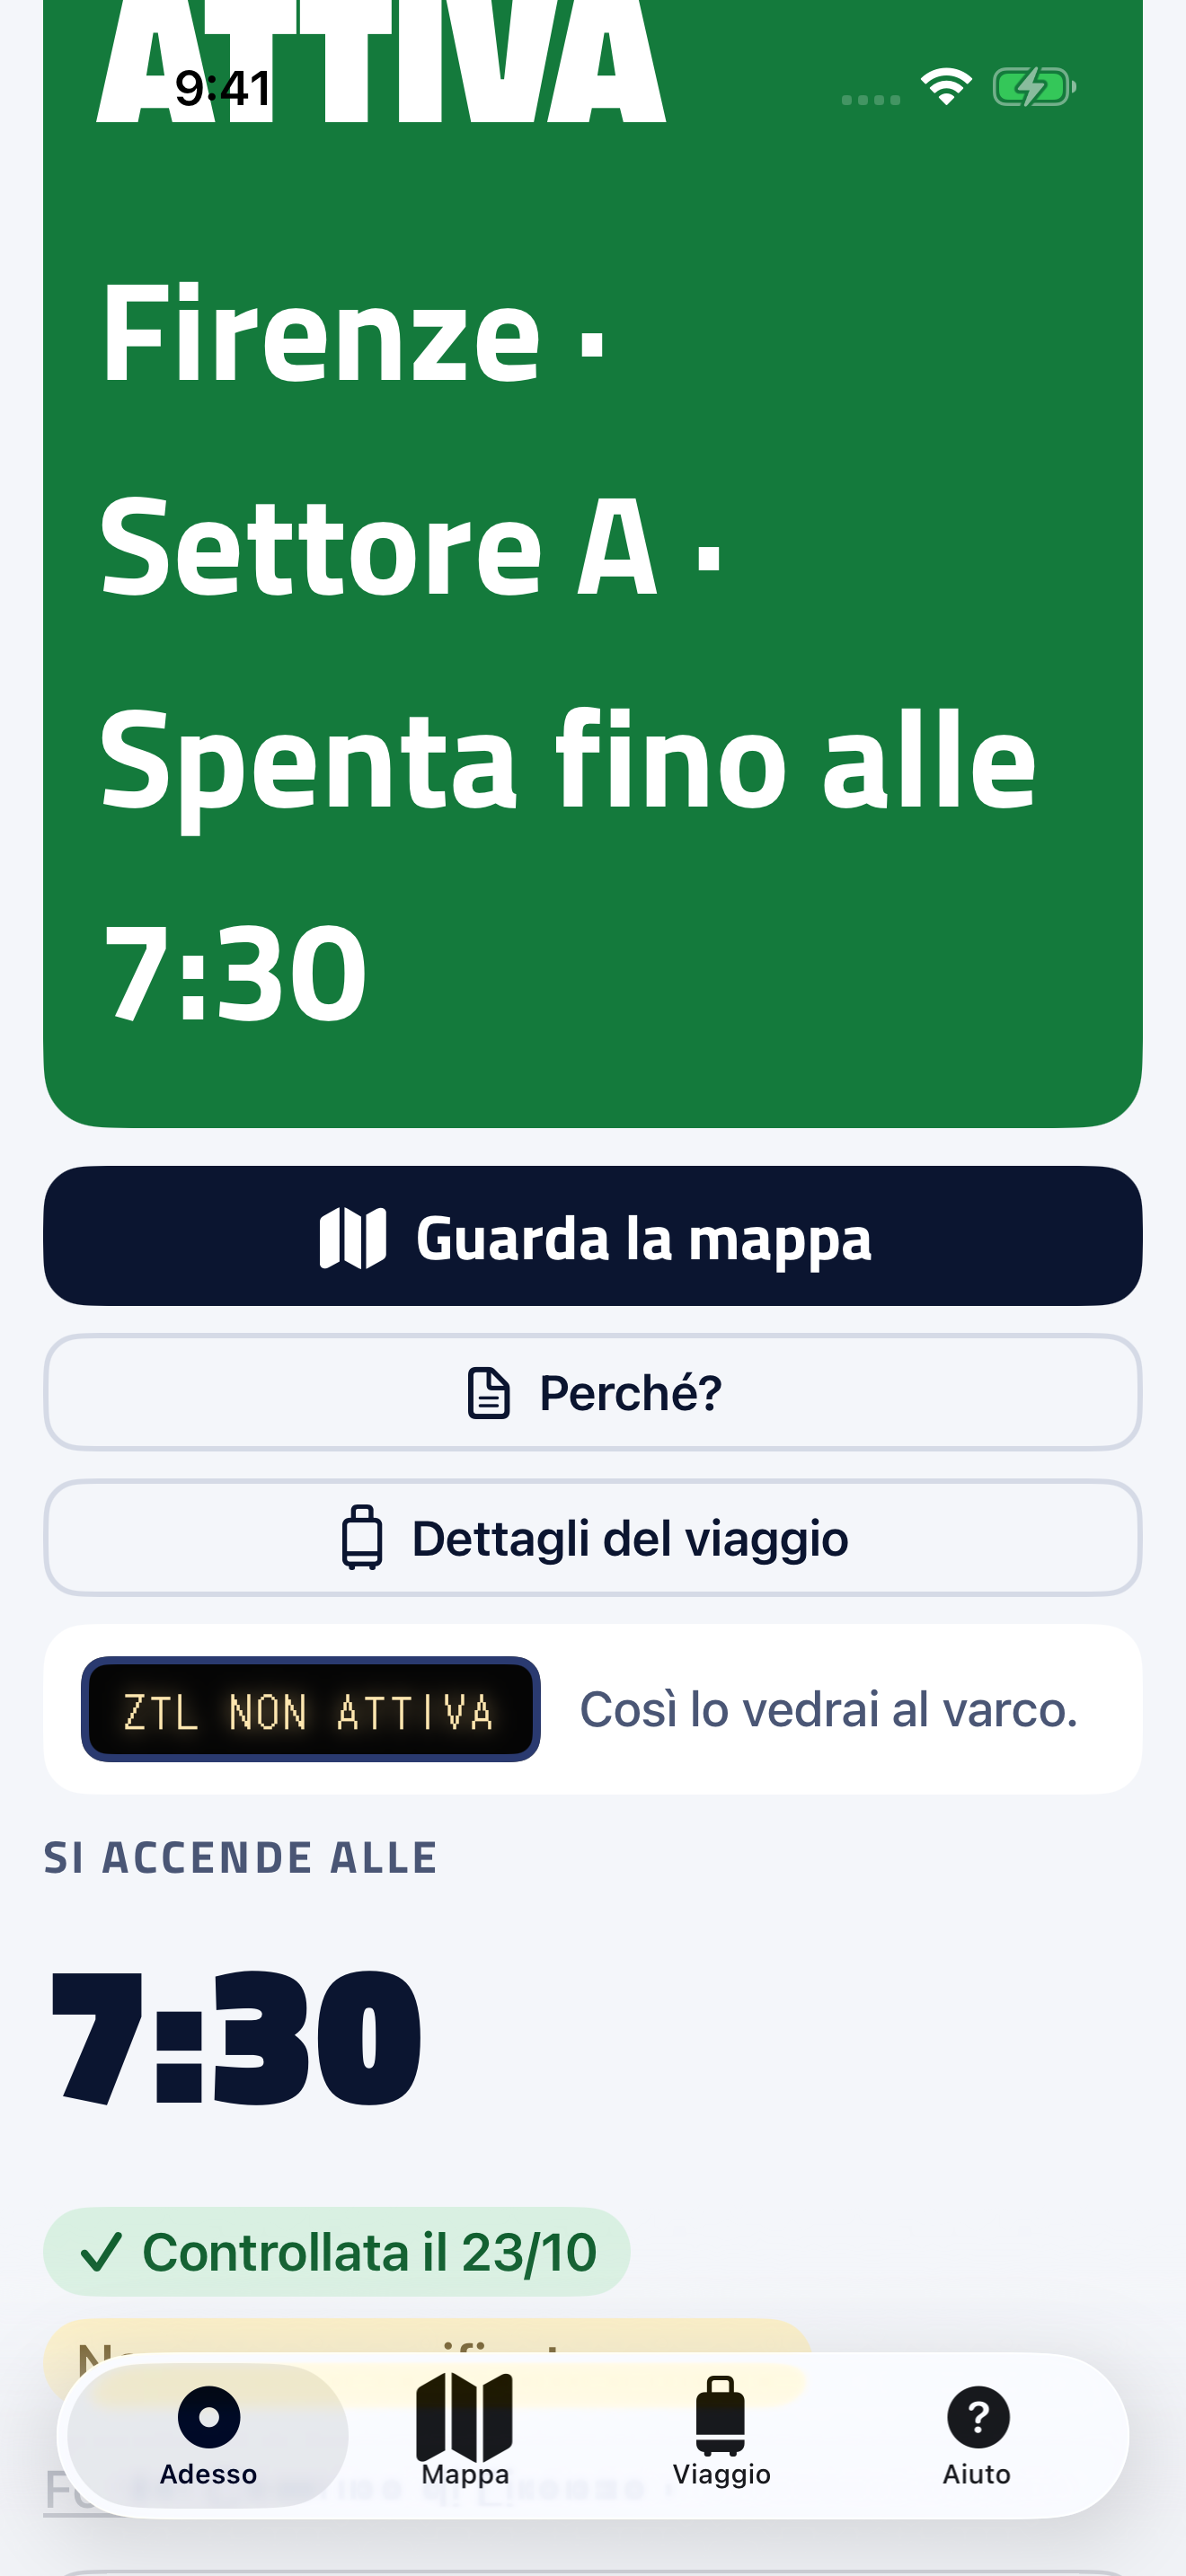 ATTIVA
9:41
Firenze ·
Settore A ·
Spenta fino alle
7:30
Guarda la mappa
Perché?
Dettagli del viaggio
ZTL NON ATTIVA
Così lo vedrai al varco.
SI ACCENDE ALLE
7:30
Controllata il 23/10
Adesso
Mappa
Viaggio
Aiuto